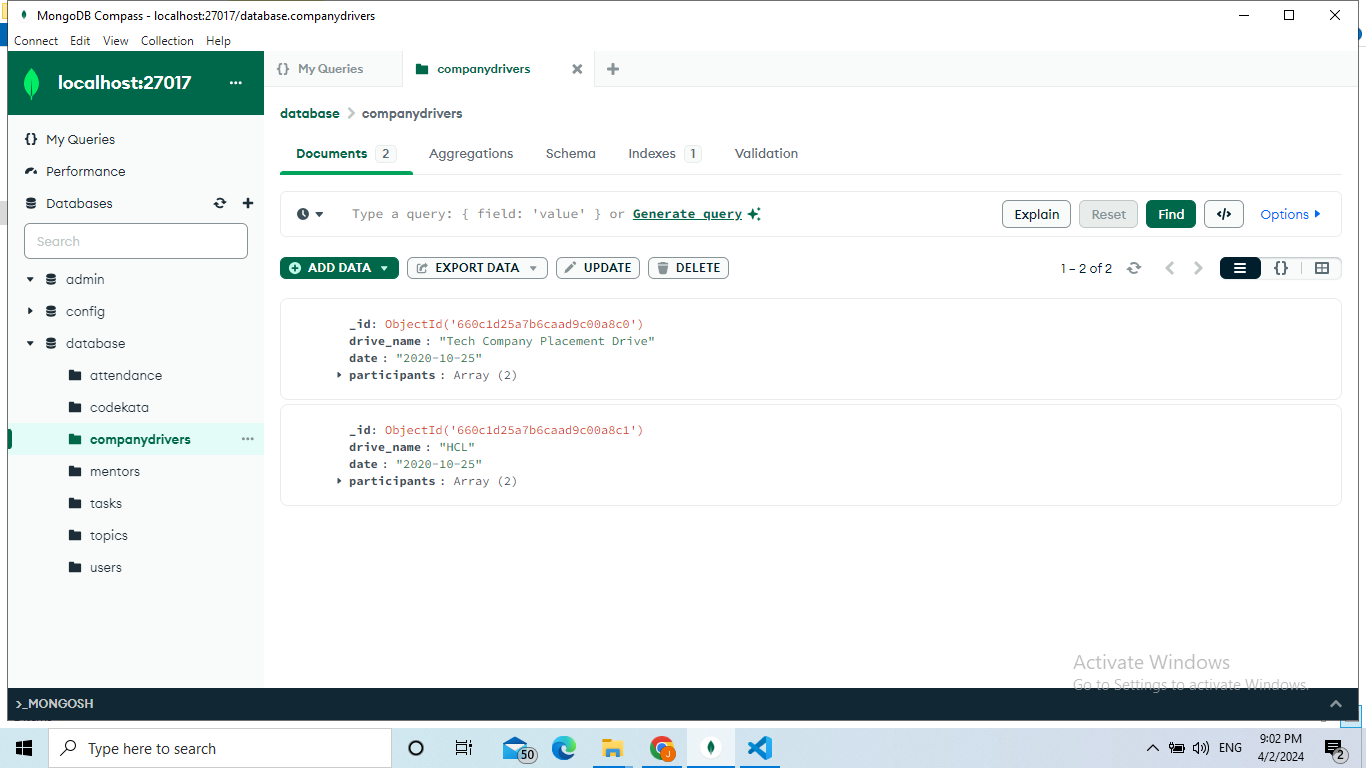 MongoDB Compass - localhost:27017/database.companydrivers
Connect Edit View Collection Help
localhost:27017
My Queries
companydrivers
My Queries
Performance
Databases
Search
admin
config
database
attendance
codekata
companydrivers
mentors
tasks
topics
users
database > companydrivers
Documents 2 Aggregations Schema Indexes 1 Validation
Type a query: { field: 'value' } or Generate query
Explain Reset Find </> Options
ADD DATA EXPORT DATA UPDATE DELETE 1 – 2 of 2 {}
_id: ObjectId('660c1d25a7b6caad9c00a8c0')
drive_name : "Tech Company Placement Drive"
date : "2020-10-25"
participants : Array (2)
_id: ObjectId('660c1d25a7b6caad9c00a8c1')
drive_name : "HCL"
date : "2020-10-25"
participants : Array (2)
Activate Windows
Go to Settings to activate Windows.
>_MONGOSH
Type here to search
50
J
ENG
9:02 PM
4/2/2024
2